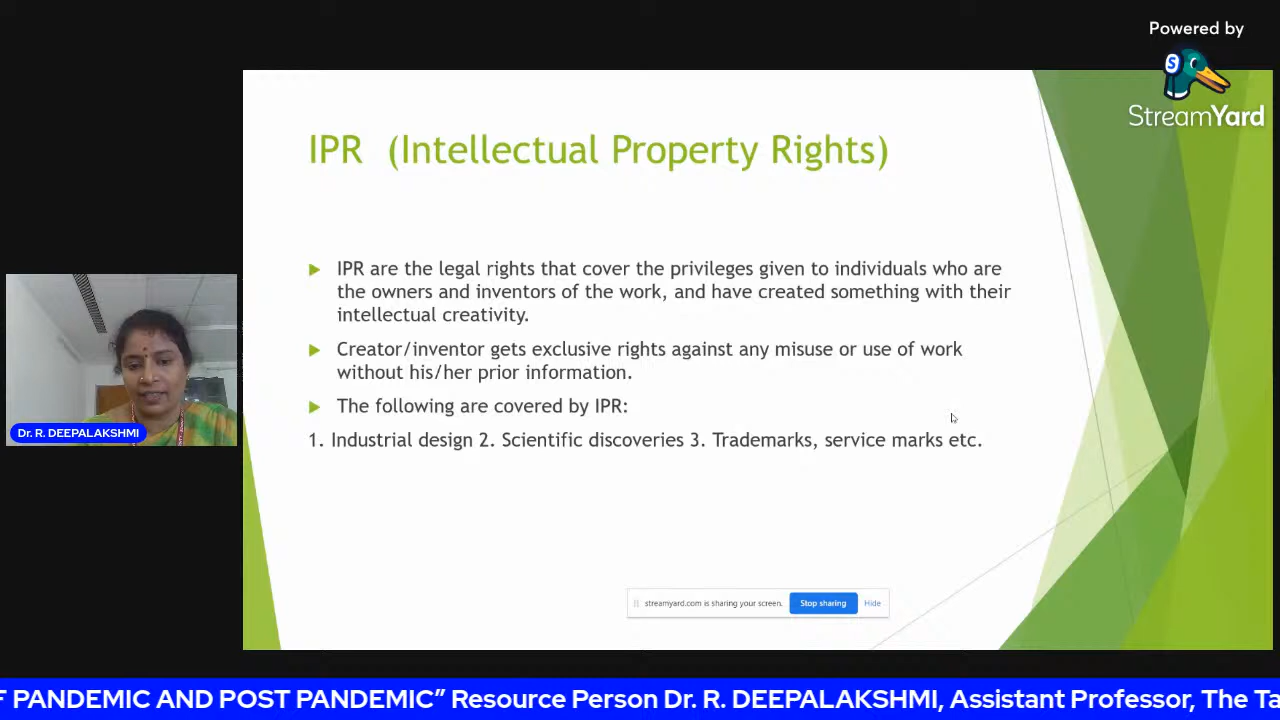 Powered by
StreamYard
IPR (Intellectual Property Rights)
IPR are the legal rights that cover the privileges given to individuals who are
the owners and inventors of the work, and have created something with their
intellectual creativity.
Creator/inventor gets exclusive rights against any misuse or use of work
without his/her prior information.
The following are covered by IPR:
1. Industrial design 2. Scientific discoveries 3. Trademarks, service marks etc.
Dr. R. DEEPALAKSHMI
streamyard.com is sharing your screen. Stop sharing Hide
F PANDEMIC AND POST PANDEMIC” Resource Person Dr. R. DEEPALAKSHMI, Assistant Professor, The Ta